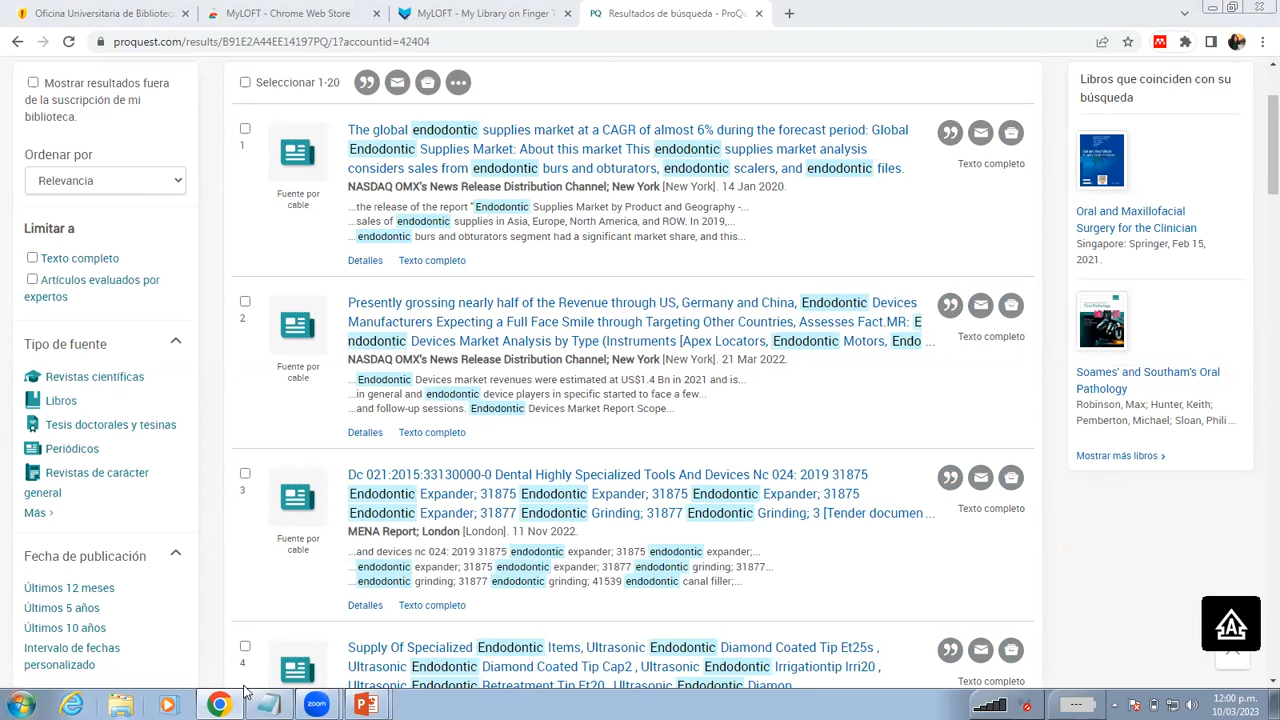 Oficina Universitaria de Bibliotec
MyLOFT - Chrome Web Store
MyLOFT - My Library on Finger T
PQ Resultados de búsqueda - ProQu
proquest.com/results/B91E2A44EE14197PQ/1?accountid=42404
Mostrar resultados fuera
de la suscripción de mi
biblioteca.
Ordenar por
Relevancia
Limitar a
Texto completo
Artículos evaluados por
expertos
Tipo de fuente
Revistas científicas
Libros
Tesis doctorales y tesinas
Periódicos
Revistas de carácter
general
Más ›
Fecha de publicación
Últimos 12 meses
Últimos 5 años
Últimos 10 años
Intervalo de fechas
personalizado
Seleccionar 1-20
1
Fuente por
cable
The global endodontic supplies market at a CAGR of almost 6% during the forecast period: Global
Endodontic Supplies Market: About this market This endodontic supplies market analysis
considers sales from endodontic burs and obturators, endodontic scalers, and endodontic files.
NASDAQ OMX's News Release Distribution Channel; New York [New York]. 14 Jan 2020.
...the release of the report "Endodontic Supplies Market by Product and Geography -...
...sales of endodontic supplies in Asia, Europe, North America, and ROW. In 2019,...
...endodontic burs and obturators segment had a significant market share, and this...
Detalles Texto completo
Texto completo
2
Fuente por
cable
Presently grossing nearly half of the Revenue through US, Germany and China, Endodontic Devices
Manufacturers Expecting a Full Face Smile through Targeting Other Countries, Assesses Fact.MR: E
ndodontic Devices Market Analysis by Type (Instruments [Apex Locators, Endodontic Motors, Endo ...
NASDAQ OMX's News Release Distribution Channel; New York [New York]. 21 Mar 2022.
...Endodontic Devices market revenues were estimated at US$1.4 Bn in 2021 and is...
...in general and endodontic device players in specific started to face a few...
...and follow-up sessions. Endodontic Devices Market Report Scope...
Detalles Texto completo
Texto completo
3
Fuente por
cable
Dc 021:2015:33130000-0 Dental Highly Specialized Tools And Devices Nc 024: 2019 31875
Endodontic Expander; 31875 Endodontic Expander; 31875 Endodontic Expander; 31875
Endodontic Expander; 31877 Endodontic Grinding; 31877 Endodontic Grinding; 3 [Tender documen ...
MENA Report; London [London]. 11 Nov 2022.
...and devices nc 024: 2019 31875 endodontic expander; 31875 endodontic expander;...
...endodontic expander; 31875 endodontic expander; 31877 endodontic grinding; 31877...
...endodontic grinding; 31877 endodontic grinding; 41539 endodontic canal filler;...
Detalles Texto completo
Texto completo
4
Supply Of Specialized Endodontic Items, Ultrasonic Endodontic Diamond Coated Tip Et25s ,
Ultrasonic Endodontic Diamond Coated Tip Cap2 , Ultrasonic Endodontic Irrigationtip Irri20 ,
Ultrasonic Endodontic Retreatment Tip Et20 , Ultrasonic Endodontic Diamon
Texto completo
Libros que coinciden con su
búsqueda
Oral and Maxillofacial
Surgery for the Clinician
Singapore: Springer, Feb 15,
2021.
Soames' and Southam's Oral
Pathology
Robinson, Max; Hunter, Keith;
Pemberton, Michael; Sloan, Phili ...
Mostrar más libros ›
A
zoom
12:00 p.m.
10/03/2023